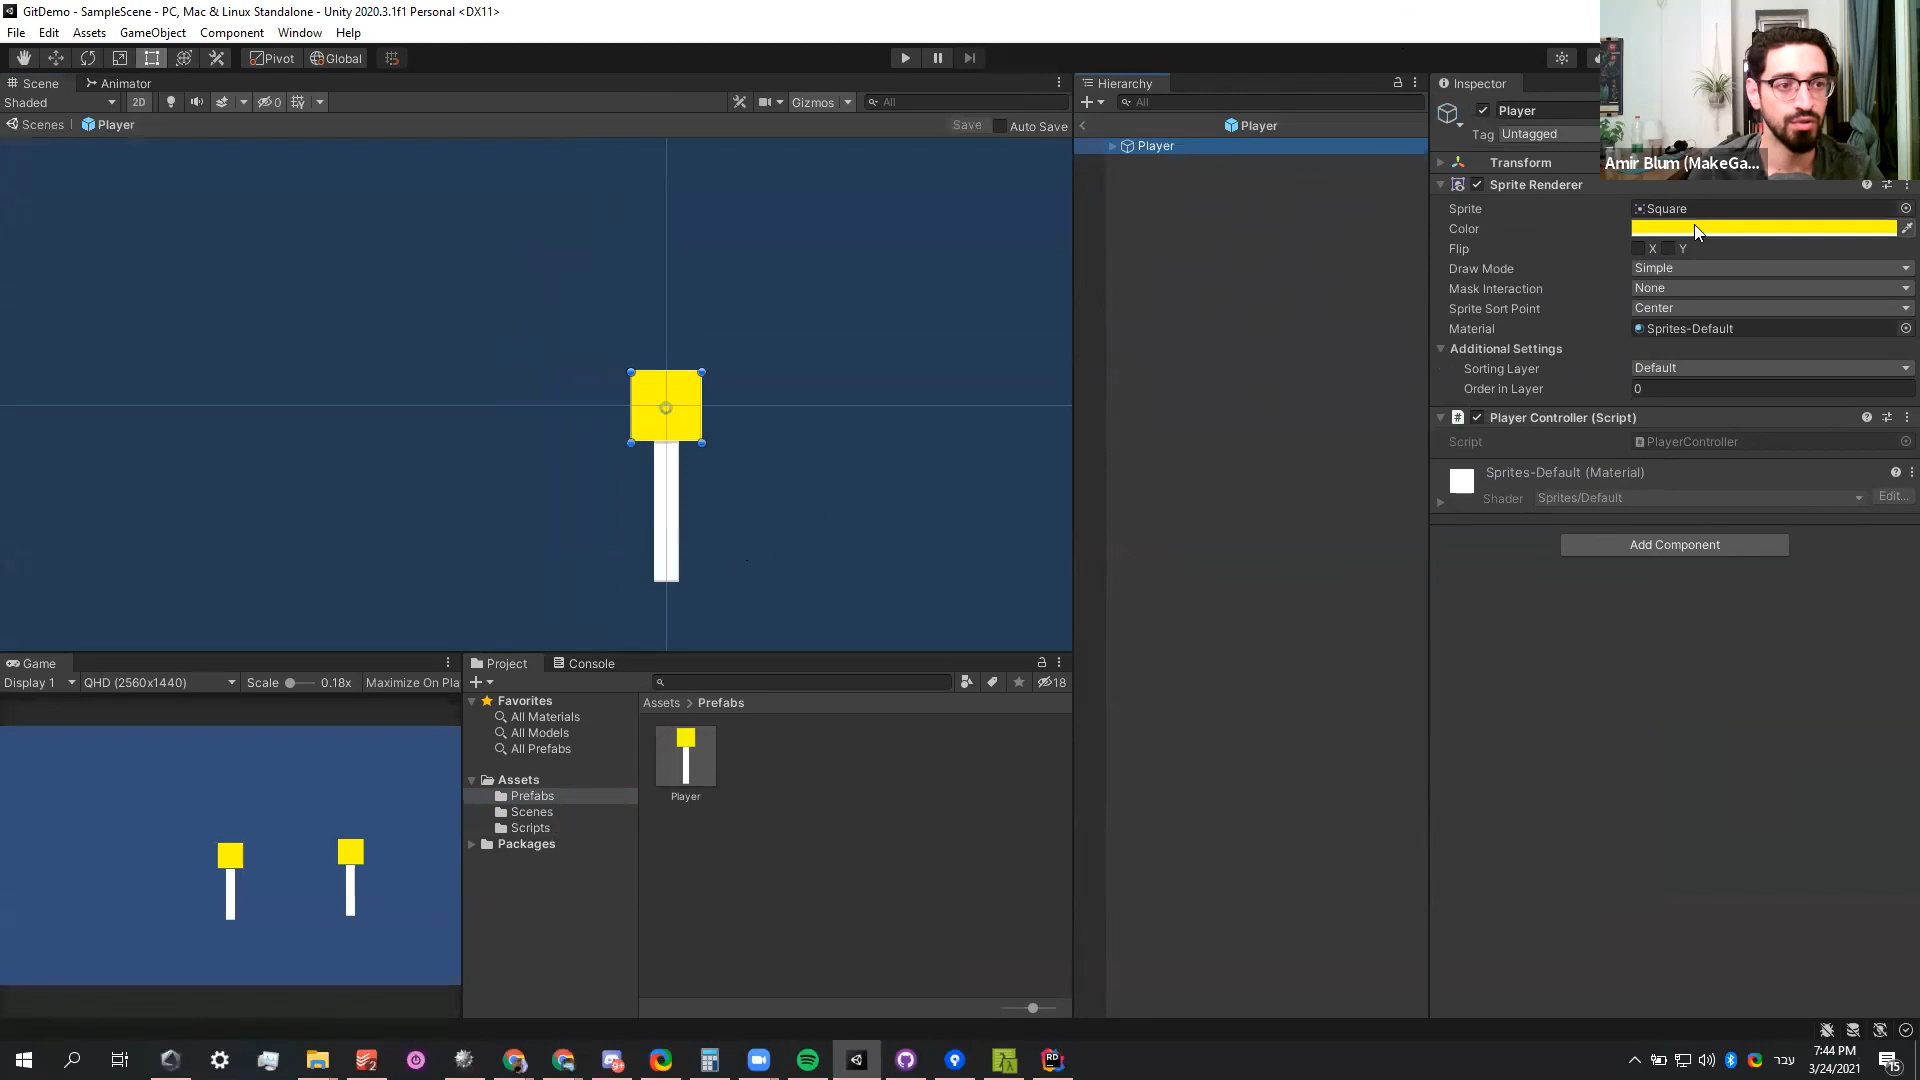 GitDemo - SampleScene - PC, Mac & Linux Standalone - Unity 2020.3.1f1 Personal <DX11>
File Edit Assets GameObject Component Window Help
Pivot Global
Scene Animator
Shaded 2D 0 Gizmos All
Scenes Player Save Auto Save
Hierarchy
All
Player
Player
Inspector
Player
Tag Untagged
Transform
Amir Blum (MakeGa...
Sprite Renderer
Sprite Square
Color
Flip X Y
Draw Mode Simple
Mask Interaction None
Sprite Sort Point Center
Material Sprites-Default
Additional Settings
Sorting Layer Default
Order in Layer 0
Player Controller (Script)
Script PlayerController
Sprites-Default (Material)
Shader Sprites/Default Edit...
Add Component
Game
Display 1 QHD (2560x1440) Scale 0.18x Maximize On Pla
Project Console
18
Favorites
All Materials
All Models
All Prefabs
Assets
Prefabs
Scenes
Scripts
Packages
Assets > Prefabs
Player
RD
עבר
7:44 PM
3/24/2021
15